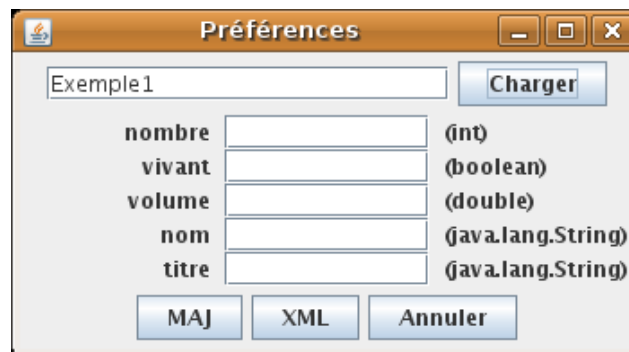 Préférences
Exemple1 Charger
nombre (int)
vivant (boolean)
volume (double)
nom (java.lang.String)
titre (java.lang.String)
MAJ XML Annuler